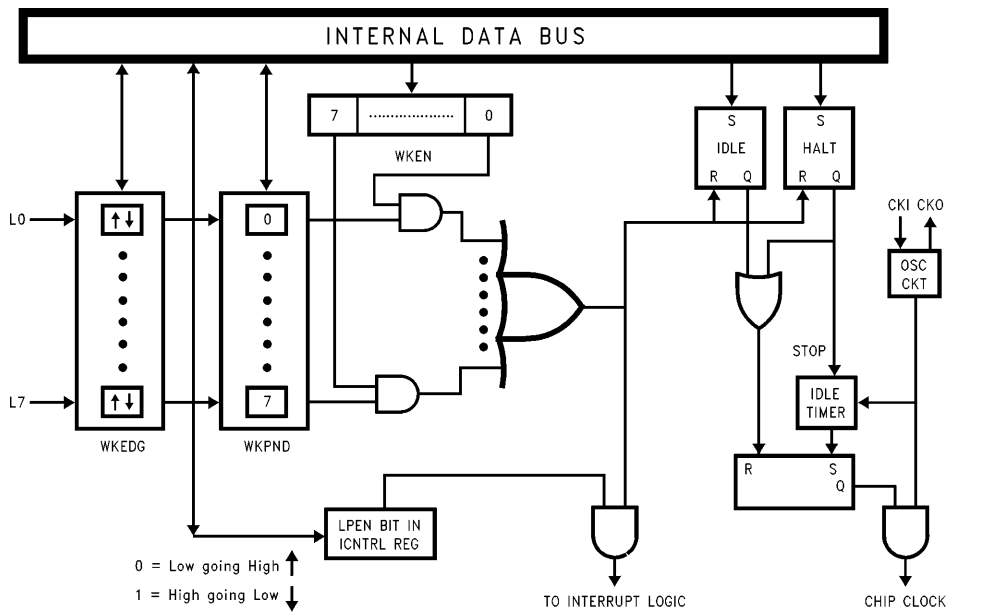 INTERNAL DATA BUS
7 .................... 0
WKEN
S
IDLE
R Q
S
HALT
R Q
L0
0
CKI CKO
OSC
CKT
STOP
IDLE
TIMER
L7
7
WKEDG
WKPND
R S
Q
LPEN BIT IN
ICNTRL REG
0 = Low going High
1 = High going Low
TO INTERRUPT LOGIC
CHIP CLOCK